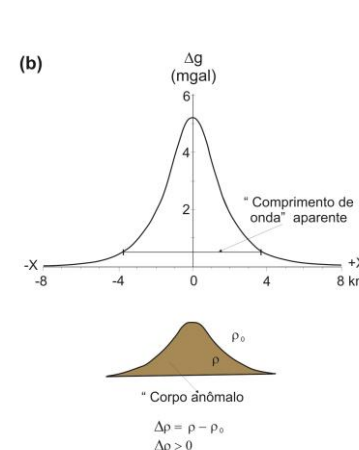 (b)
Δg
(mgal)
6
4
2
“ Comprimento de
onda” aparente
-X
+X
-8
-4
0
4
8 km
ρ₀
ρ
“ Corpo anômalo
Δρ = ρ − ρ₀
Δρ > 0